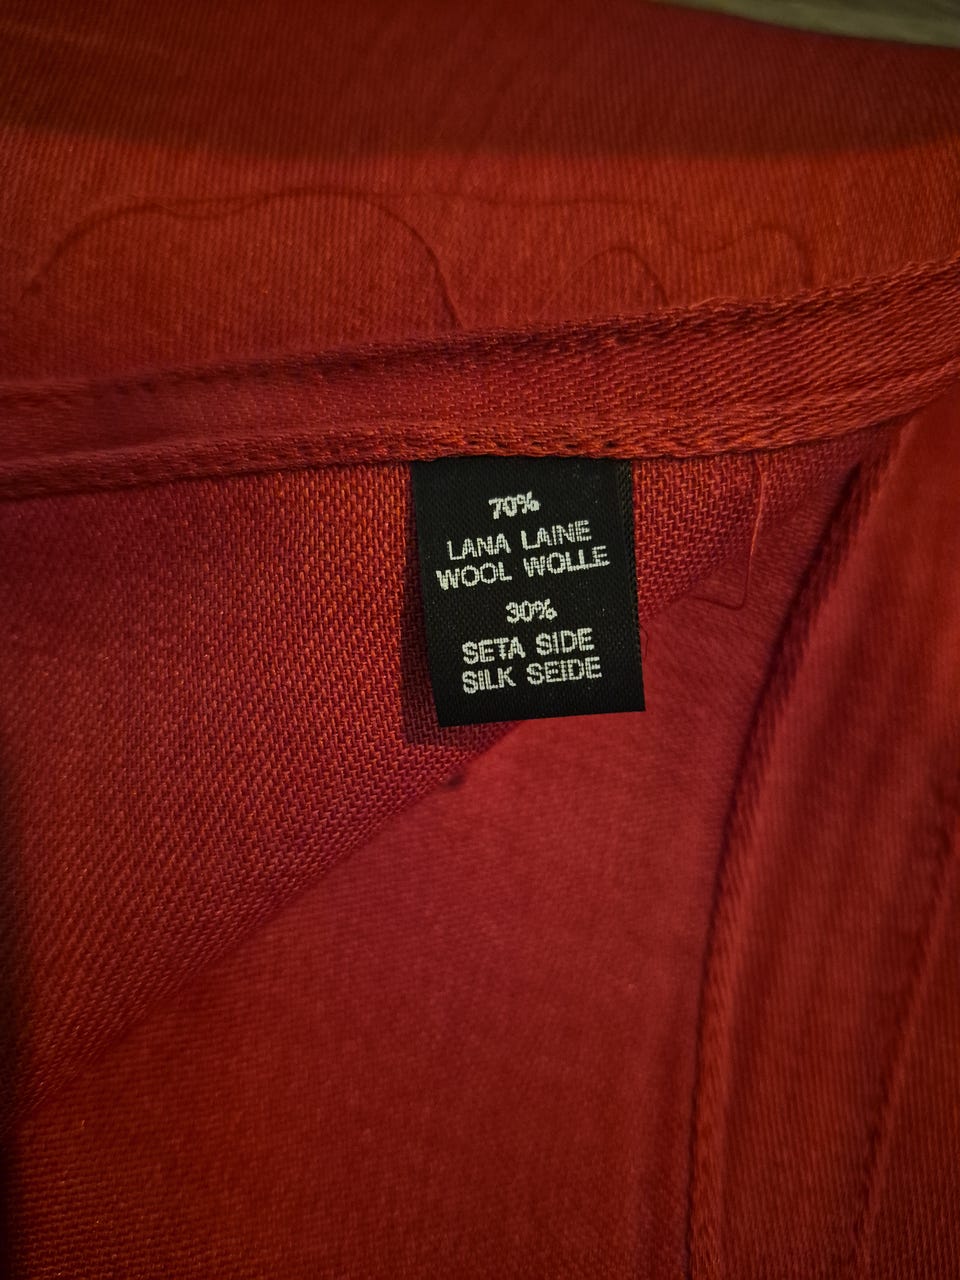 70%
LANA LAINE
WOOL WOLLE
30%
SETA SIDE
SILK SEIDE